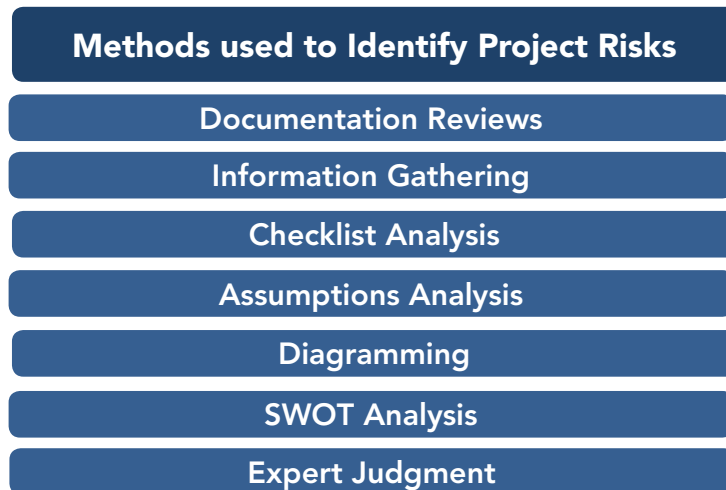 Methods used to Identify Project Risks
Documentation Reviews
Information Gathering
Checklist Analysis
Assumptions Analysis
Diagramming
SWOT Analysis
Expert Judgment